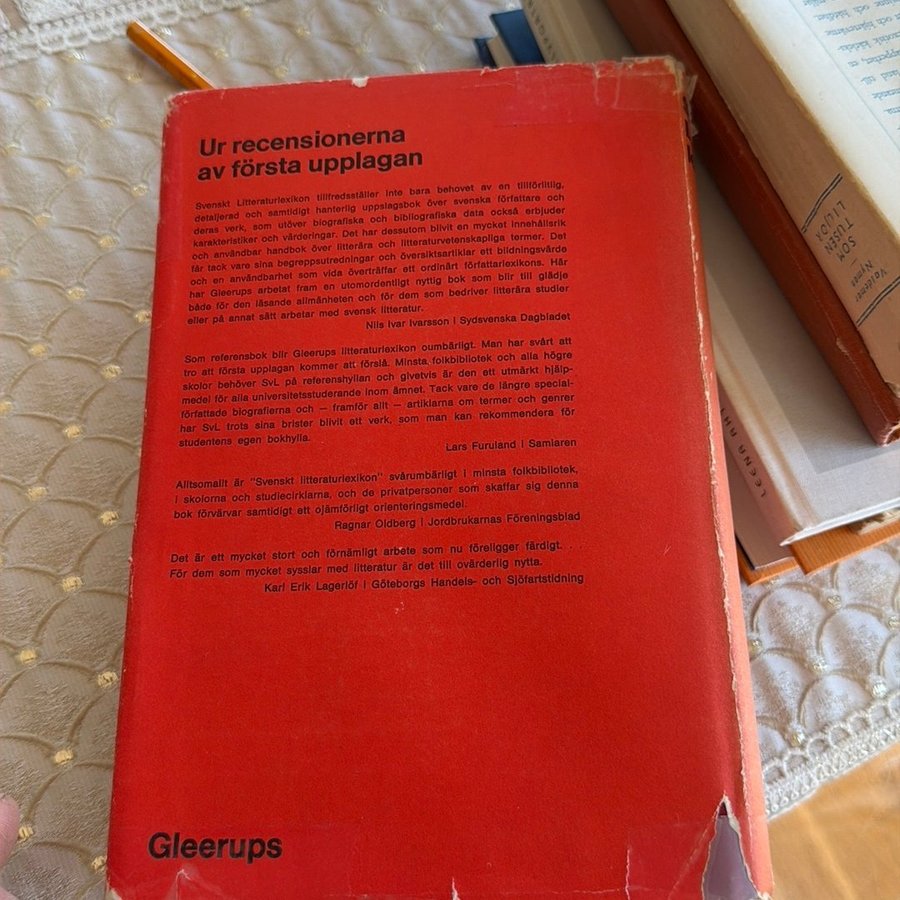 Ur recensionerna
av första upplagan
Svenskt Litteraturlexikon tillfredsställer inte bara behovet av en tillförlitlig,
detaljerad och samtidigt hanterlig uppslagsbok över svenska författare och
deras verk, som utöver biografiska och bibliografiska data också erbjuder
karakteristiker och värderingar. Det har dessutom blivit en mycket innehållsrik
och användbar handbok över litterära och litteraturvetenskapliga termer. Det
får tack vare sina begreppsutredningar och översiktsartiklar ett bildningsvärde
och en användbarhet som vida överträffar ett ordinärt författarlexikons. Här
har Gleerups arbetat fram en utomordentligt nyttig bok som blir till glädje
både för den läsande allmänheten och för dem som bedriver litterära studier
eller på annat sätt arbetar med svensk litteratur.
Nils Ivar Ivarsson i Sydsvenska Dagbladet
Som referensbok blir Gleerups litteraturlexikon oumbärligt. Man har svårt att
tro att första upplagan kommer att förslå. Minsta folkbibliotek och alla högre
skolor behöver SvL på referenshyllan och givetvis är den ett utmärkt hjälp-
medel för alla universitetsstuderande inom ämnet. Tack vare de längre special-
författade biografierna och — framför allt — artiklarna om termer och genrer
har SvL trots sina brister blivit ett verk, som man kan rekommendera för
studentens egen bokhylla.
Lars Furuland i Samlaren
Alltsomallt är "Svenskt litteraturlexikon" svårumbärligt i minsta folkbibliotek,
i skolorna och studiecirklarna, och de privatpersoner som skaffar sig denna
bok förvärvar samtidigt ett ojämförligt orienteringsmedel.
Ragnar Oldberg i Jordbrukarnas Föreningsblad
Det är ett mycket stort och förnämligt arbete som nu föreligger färdigt. . .
För dem som mycket sysslar med litteratur är det till ovärderlig nytta.
Karl Erik Lagerlöf i Göteborgs Handels- och Sjöfartstidning
Gleerups
SOM
TUSEN
LJUDA
Valdemar
Nyman
LEENA